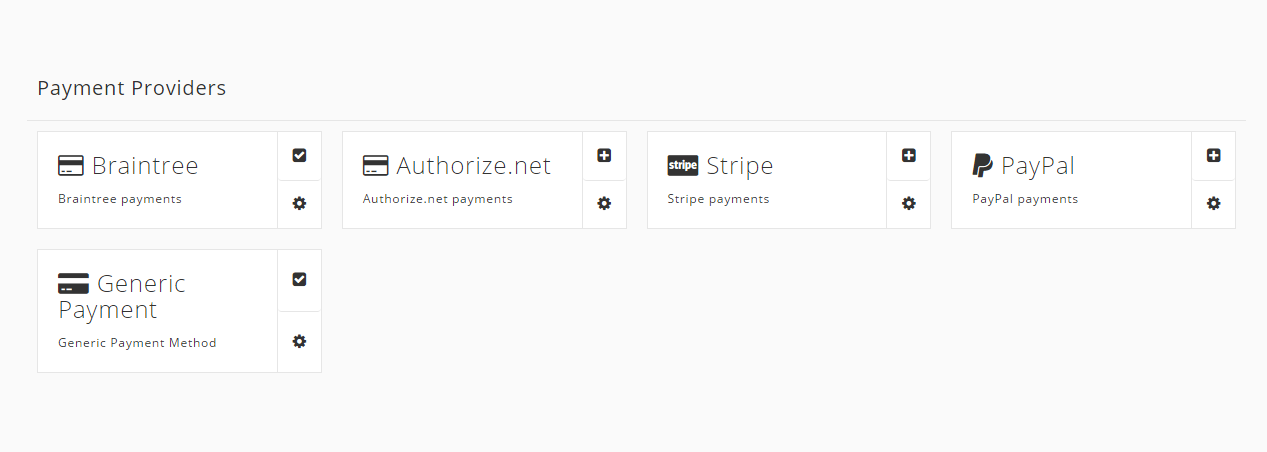 Payment Providers
Braintree
Braintree payments
Authorize.net
Authorize.net payments
stripe Stripe
Stripe payments
PayPal
PayPal payments
Generic
Payment
Generic Payment Method